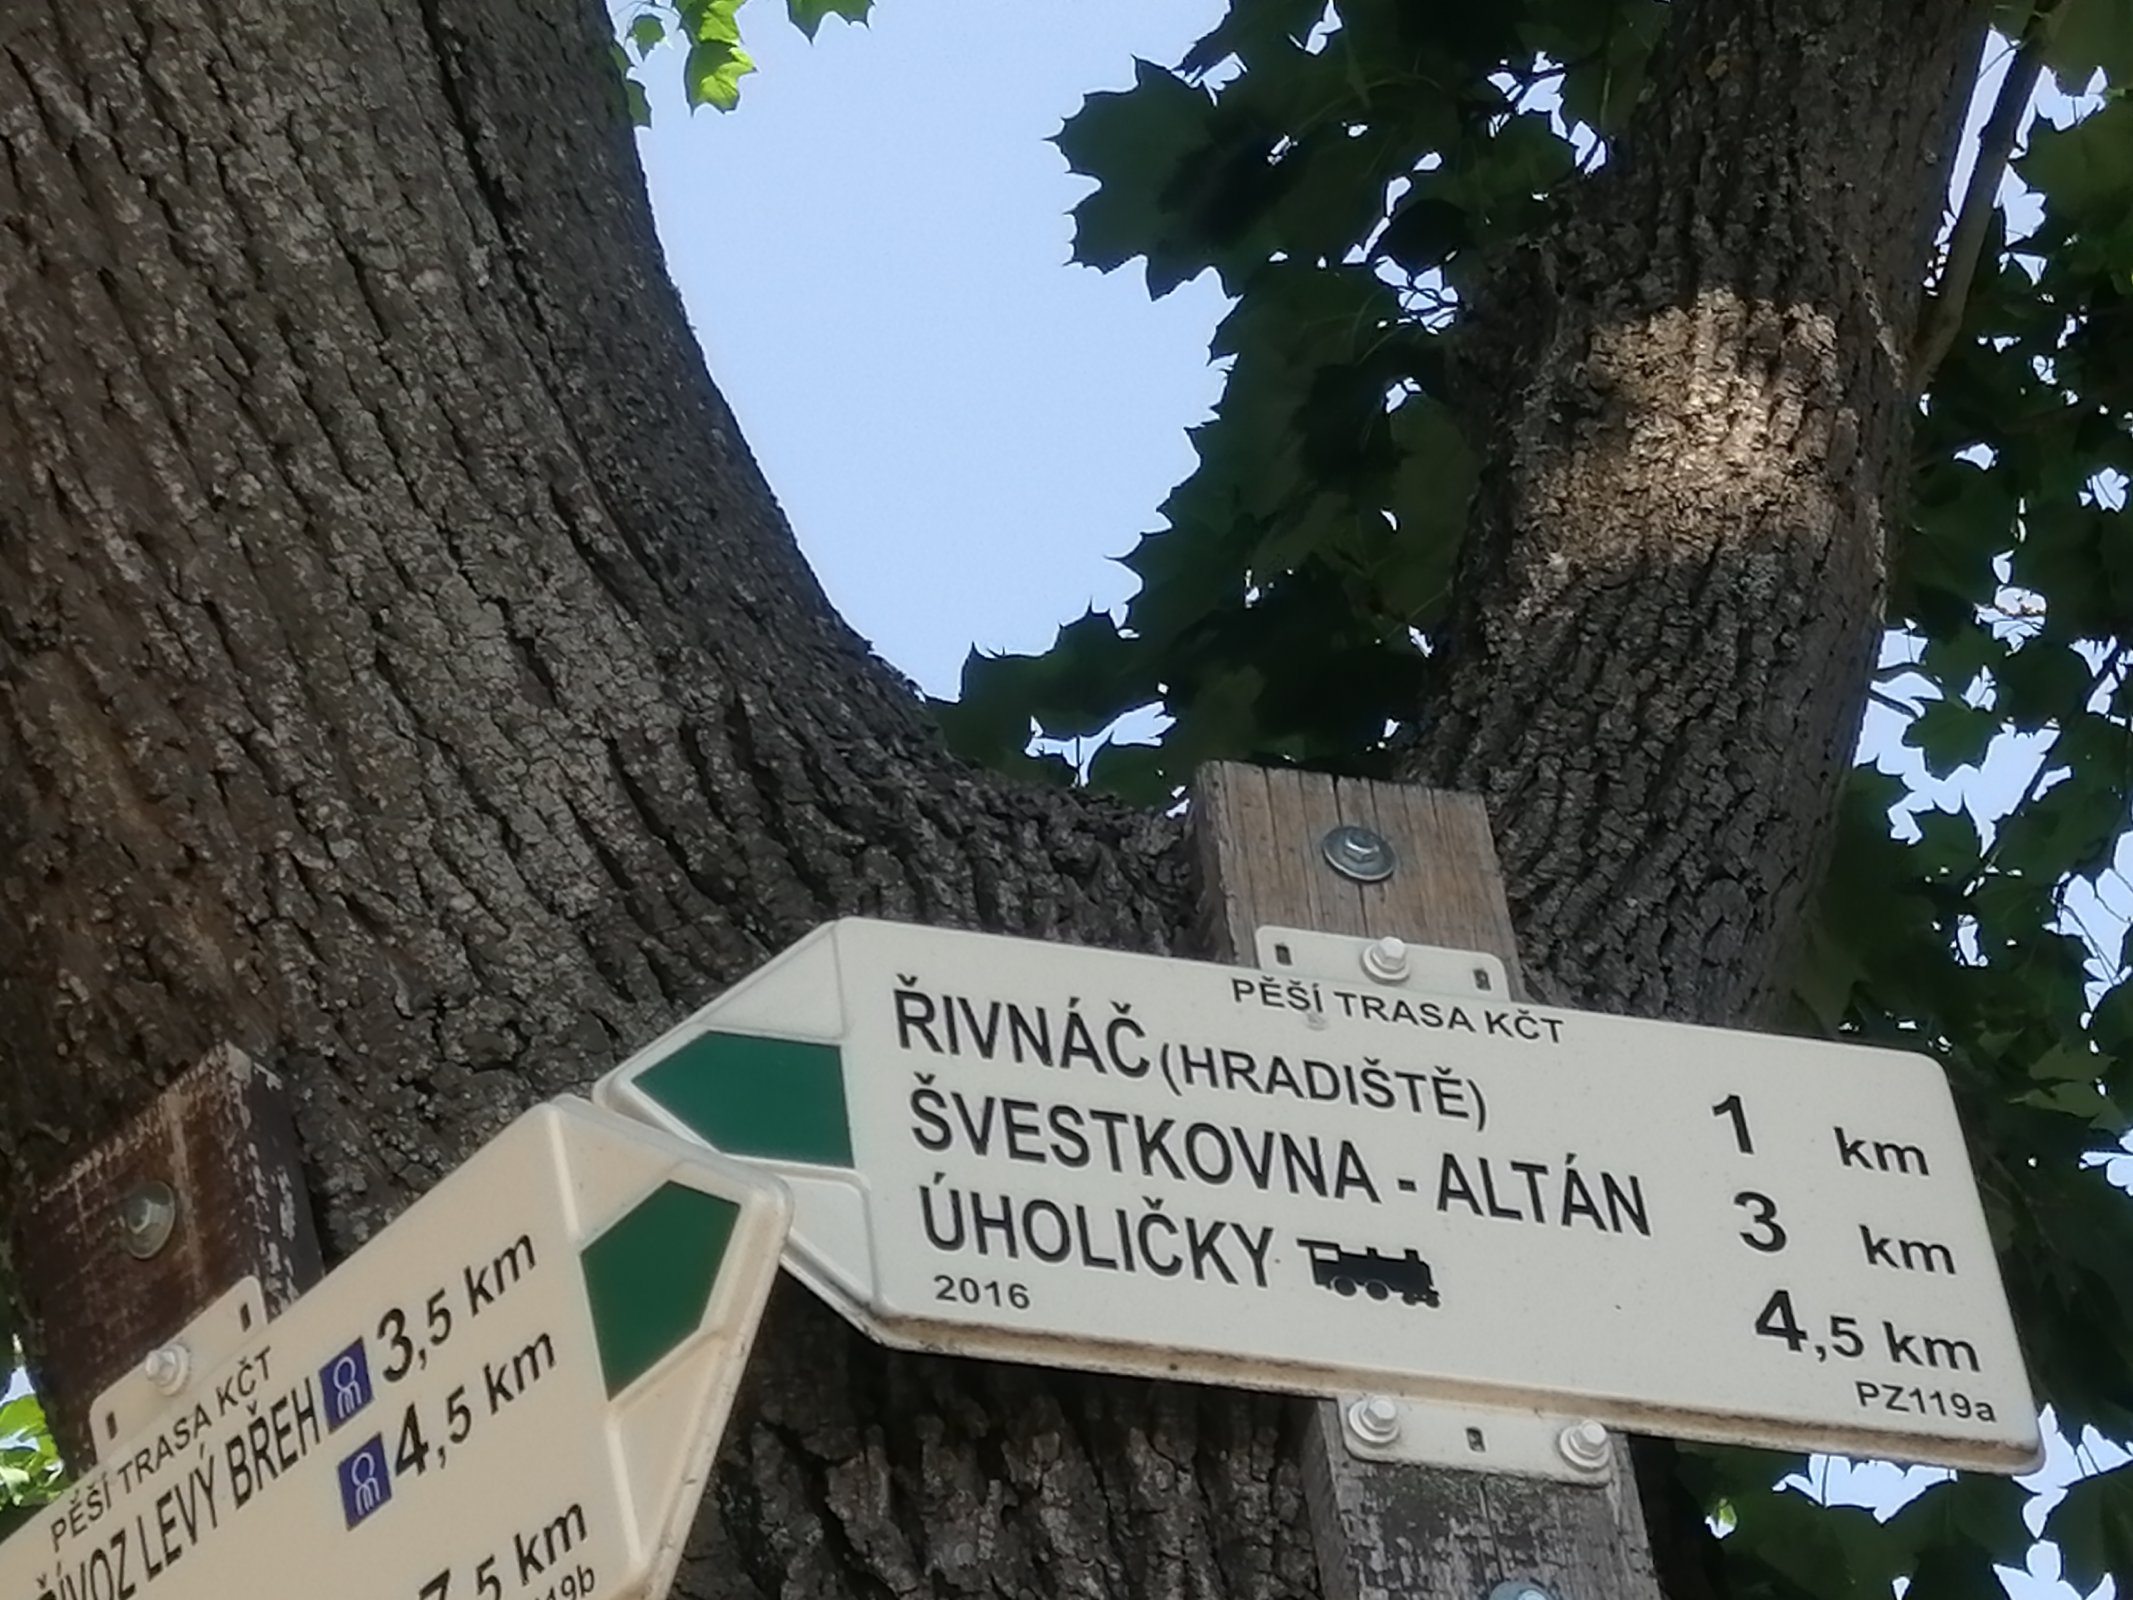 PĚŠÍ TRASA KČT
ŘIVNÁČ (HRADIŠTĚ) 1 km
ŠVESTKOVNA - ALTÁN 3 km
ÚHOLIČKY 4,5 km
2016 PZ119a
PĚŠÍ TRASA KČT
LEVÝ BŘEH 3,5 km
4,5 km